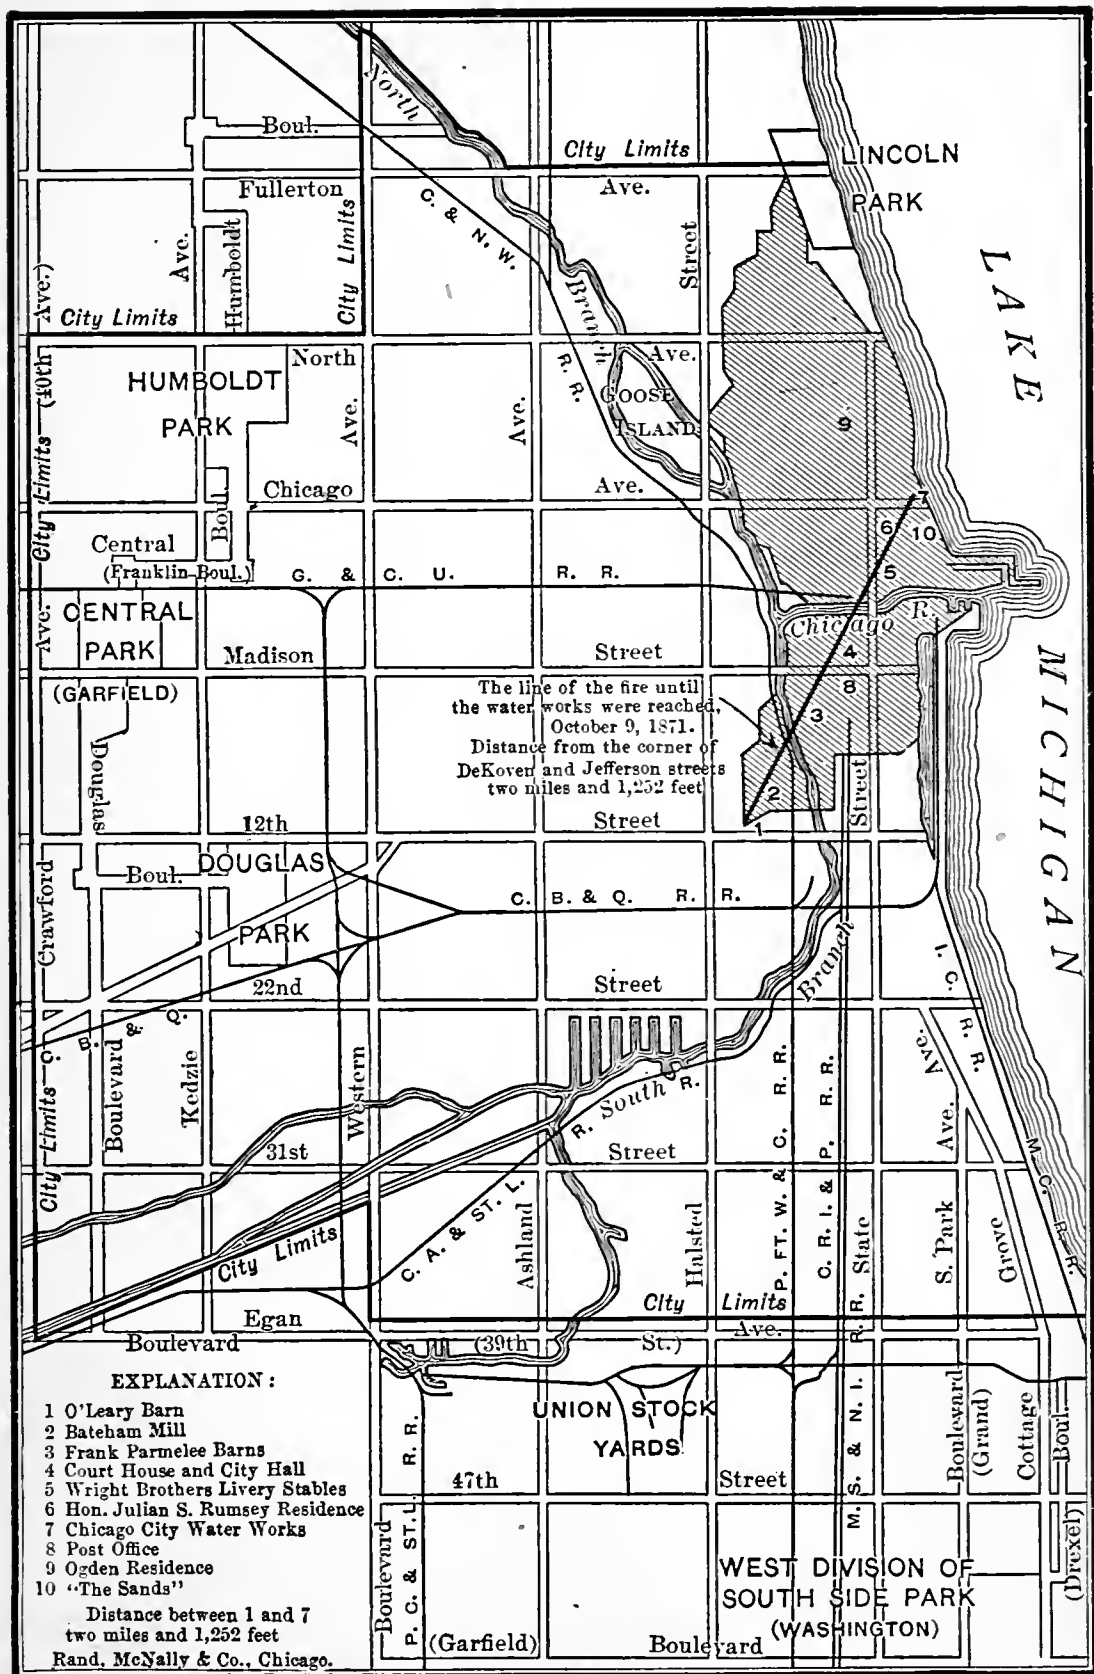 North
Boul.
City Limits
LINCOLN
PARK
Fullerton
Ave.
City Limits
C. & N. W.
R. R.
Ave.
Humboldt
Street
Branch
LAKE
MICHIGAN
(40th Ave.)
City Limits
North
Ave.
HUMBOLDT
PARK
GOOSE
ISLAND
Ave.
Ave.
City Limits
9
Chicago
Ave.
Boul.
7
6
10
5
Central
(Franklin Boul.)
G. & C. U. R. R.
Ave.
CENTRAL
PARK
(GARFIELD)
Chicago R.
Madison
Street
4
8
3
The line of the fire until
the water works were reached,
October 9, 1871.
Distance from the corner of
DeKoven and Jefferson streets
two miles and 1,252 feet
Douglas
2
1
Street
12th
Street
DOUGLAS
PARK
Boul.
Crawford
C. B. & Q. R. R.
22nd
Street
Branch
I. C. R. R.
C. B. & Q.
Boulevard
Kedzie
Western
South
R. R.
Ave.
31st
Street
City Limits
City Limits
C. A. & ST. L.
Ashland
Halsted
P. FT. W. & C. R. R.
C. R. I. & P. R. R.
State
S. Park
Ave.
Grove
M. C. R. R.
Egan
City Limits
Ave.
Boulevard
(39th
St.)
UNION STOCK
YARDS
47th
Street
M. S. & N. I. R. R.
Boulevard
(Grand)
Cottage
Boul.
(Drexel)
Boulevard
P. C. & ST. L. R. R.
WEST DIVISION OF
SOUTH SIDE PARK
(WASHINGTON)
(Garfield)
Boulevard
EXPLANATION:
1 O'Leary Barn
2 Bateham Mill
3 Frank Parmelee Barns
4 Court House and City Hall
5 Wright Brothers Livery Stables
6 Hon. Julian S. Rumsey Residence
7 Chicago City Water Works
8 Post Office
9 Ogden Residence
10 "The Sands"
Distance between 1 and 7
two miles and 1,252 feet
Rand, McNally & Co., Chicago.